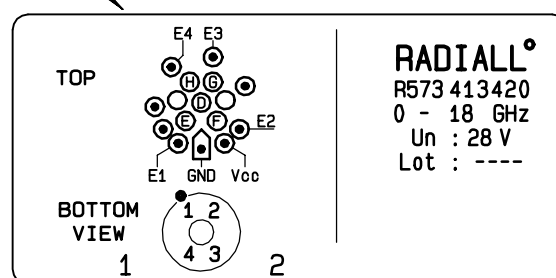 E4 E3
TOP
H G
D
E F
E2
E1 GND Vcc
BOTTOM
VIEW
1 2
4 3
1 2
RADIALL°
R573 413420
0 - 18 GHz
Un : 28 V
Lot : ----